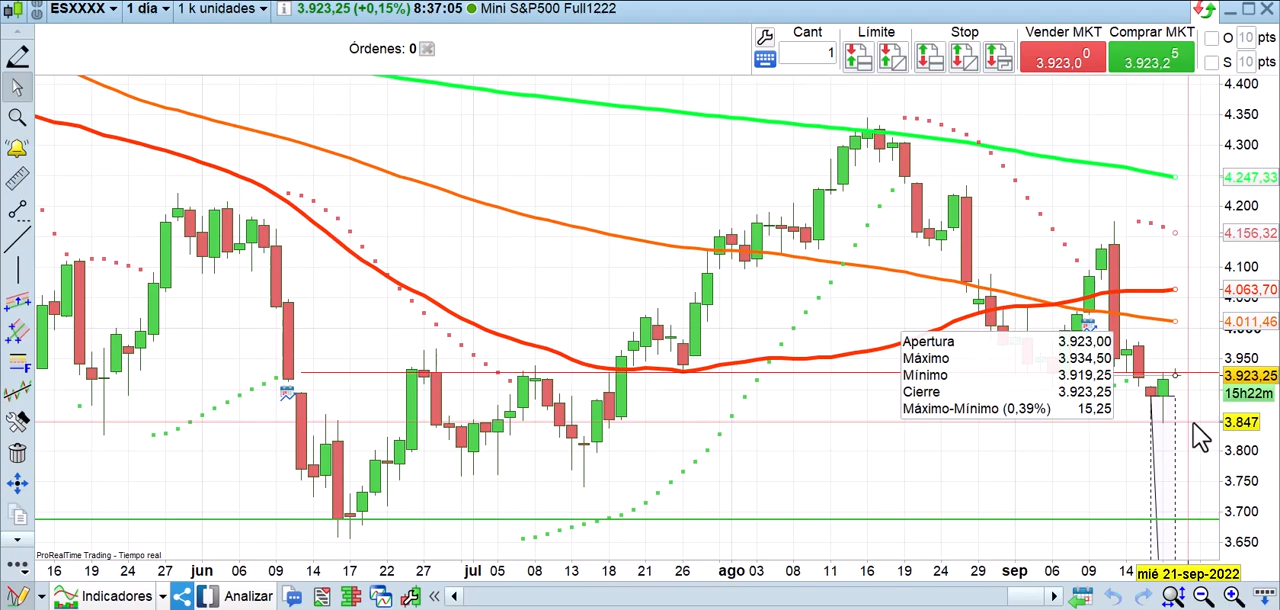 ESXXXX 1 día 1 k unidades 3.923,25 (+0,15%) 8:37:05 Mini S&P500 Full1222
Órdenes: 0
Cant Límite Stop Vender MKT Comprar MKT O 10 pts
1 3.923,0 0 3.923,2 5 S 10 pts
4.400
4.350
4.300
4.247,33
4.200
4.156,32
4.100
4.063,70
4.011,46
3.950
3.923,25
15h22m
3.847
3.800
3.750
3.700
3.650
Apertura 3.923,00
Máximo 3.934,50
Mínimo 3.919,25
Cierre 3.923,25
Máximo-Mínimo (0,39%) 15,25
ProRealTime Trading - Tiempo real
16 19 24 27 jun 06 09 14 17 22 27 jul 05 08 13 18 21 26 ago 03 08 11 16 19 24 29 sep 06 09 14 mié 21-sep-2022
Indicadores Analizar